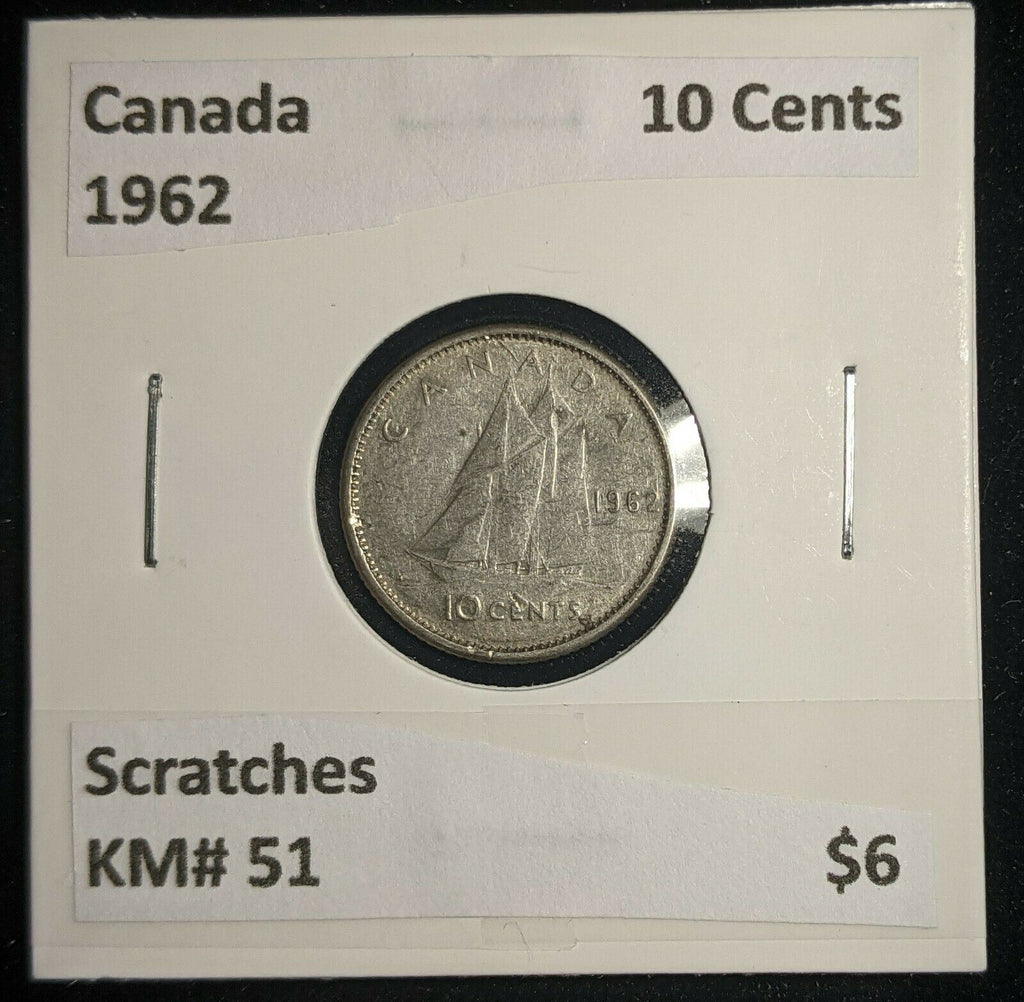 Canada 10 Cents
1962
CANADA
1962
10 CENTS
Scratches
KM# 51 $6